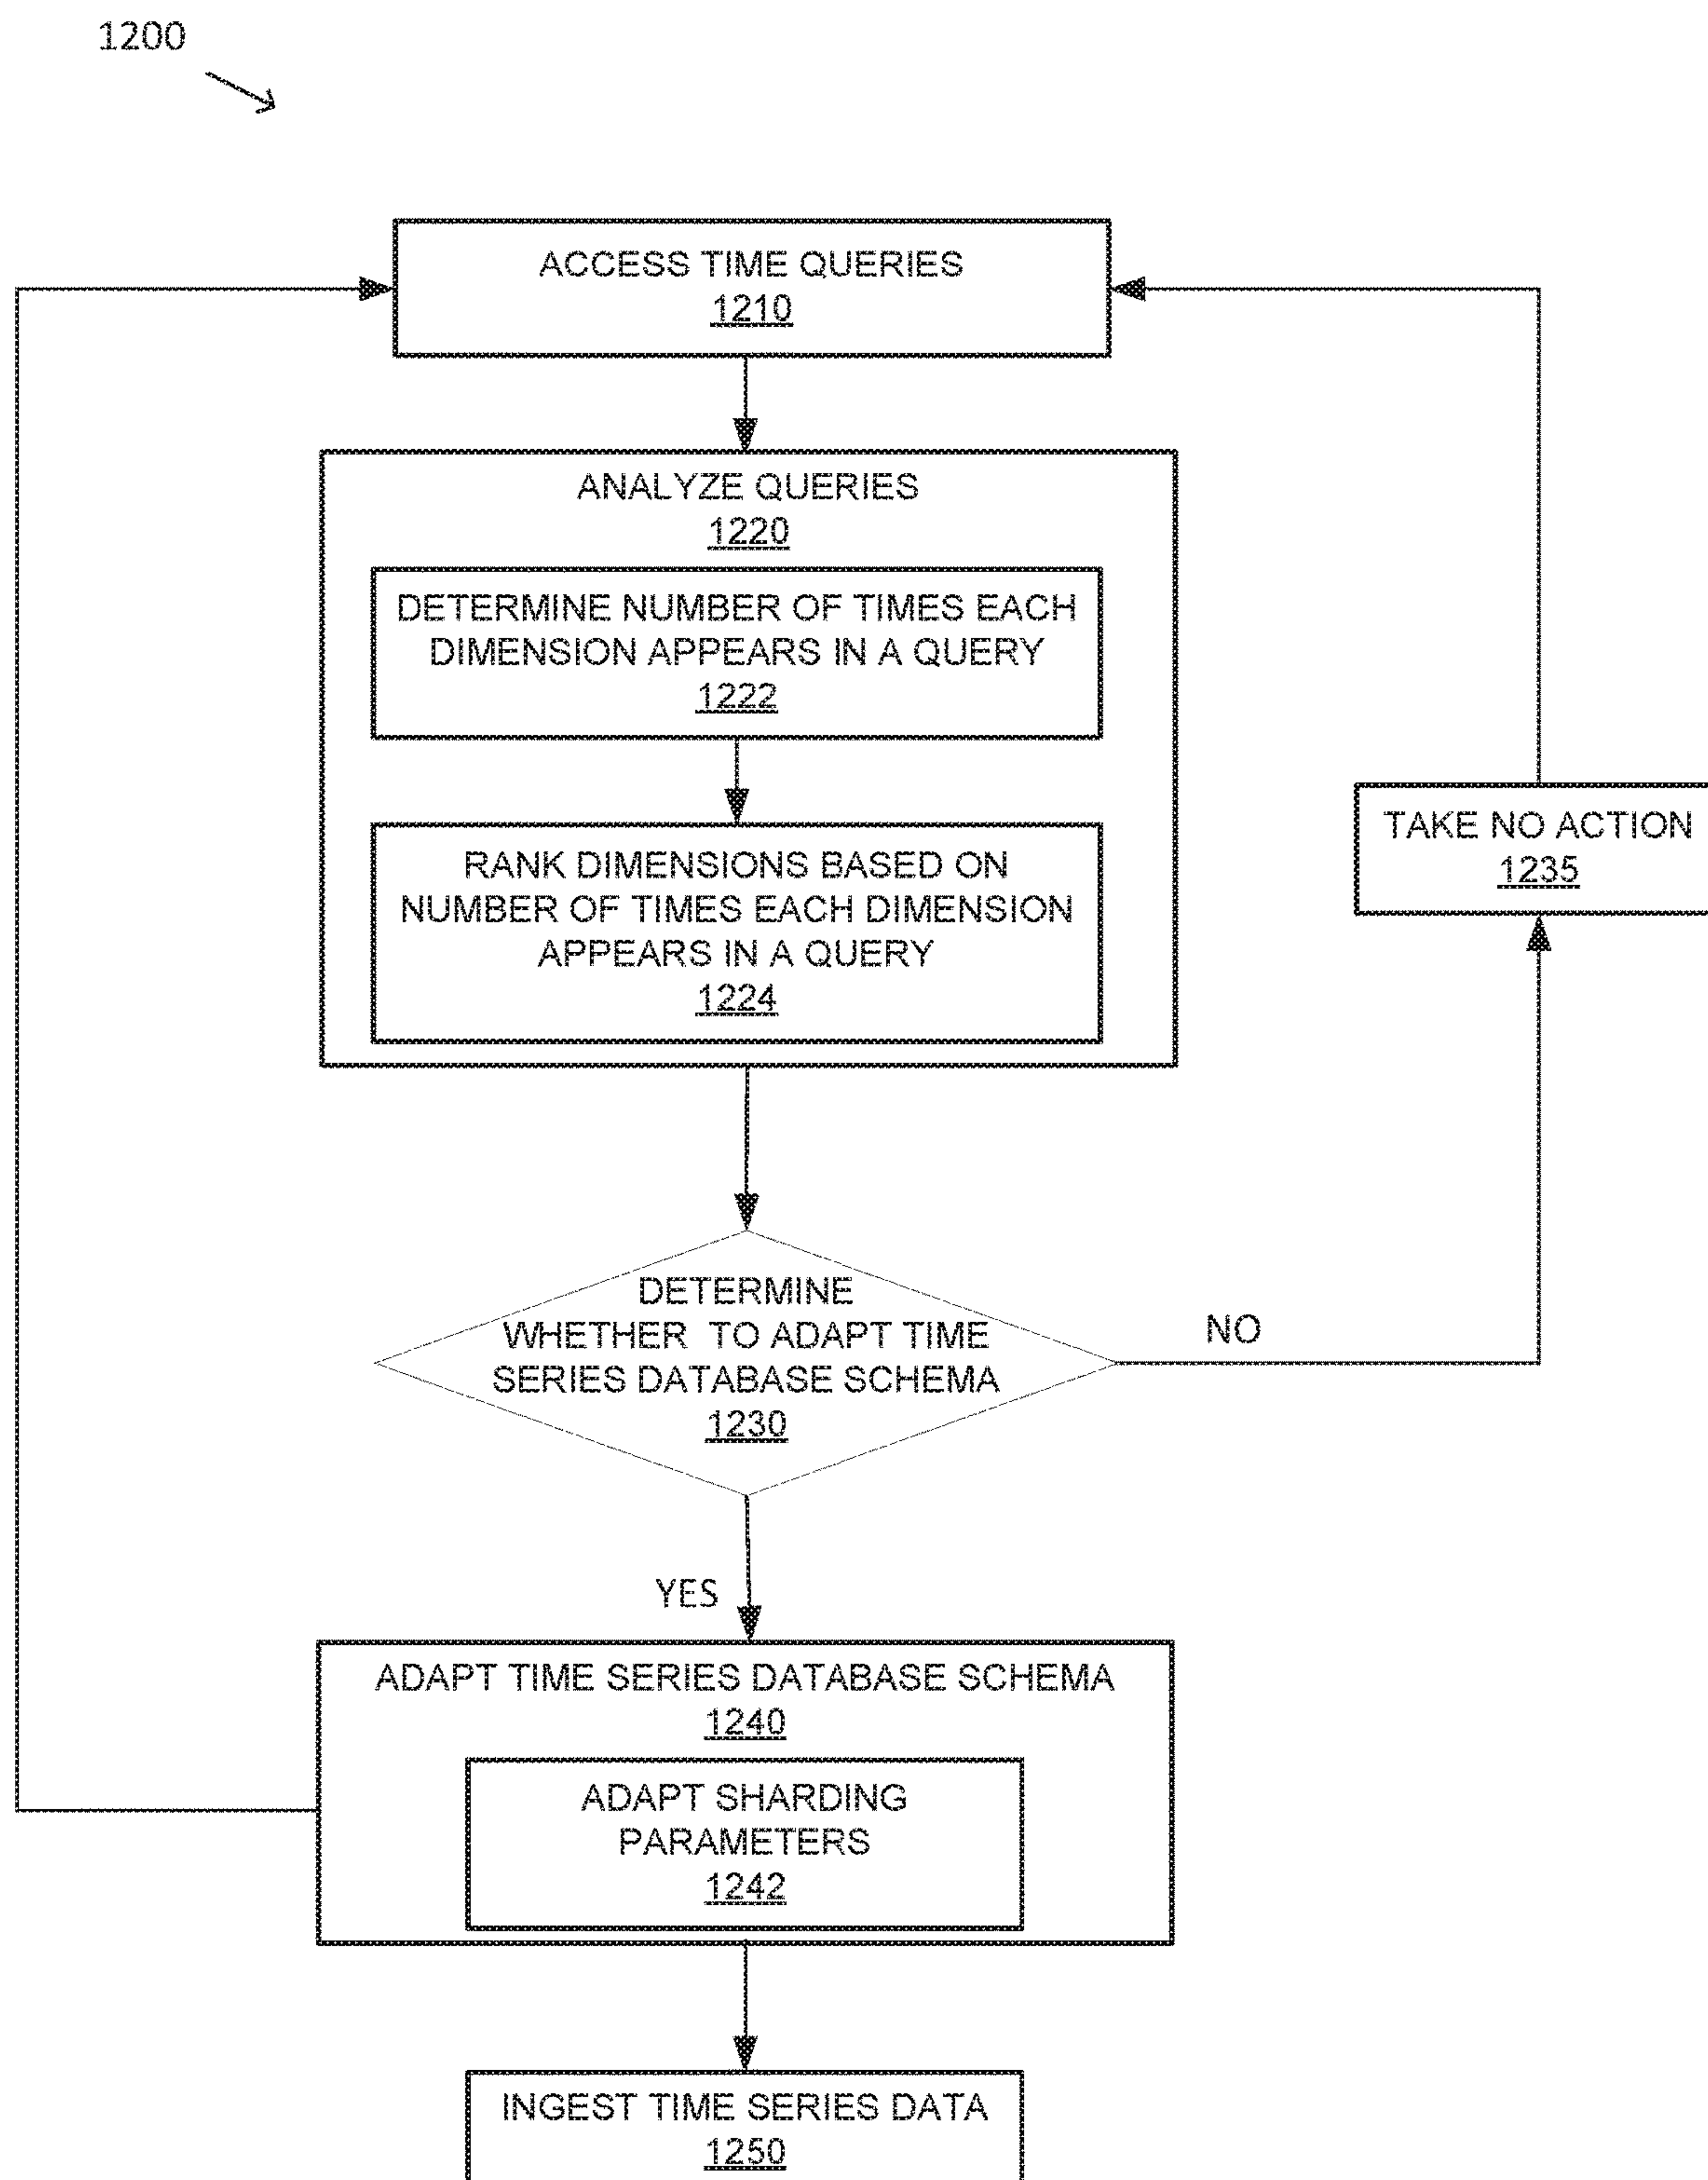 1200
ACCESS TIME QUERIES
1210
ANALYZE QUERIES
1220
DETERMINE NUMBER OF TIMES EACH
DIMENSION APPEARS IN A QUERY
1222
RANK DIMENSIONS BASED ON
NUMBER OF TIMES EACH DIMENSION
APPEARS IN A QUERY
1224
TAKE NO ACTION
1235
DETERMINE
WHETHER TO ADAPT TIME
SERIES DATABASE SCHEMA
1230
NO
YES
ADAPT TIME SERIES DATABASE SCHEMA
1240
ADAPT SHARDING
PARAMETERS
1242
INGEST TIME SERIES DATA
1250